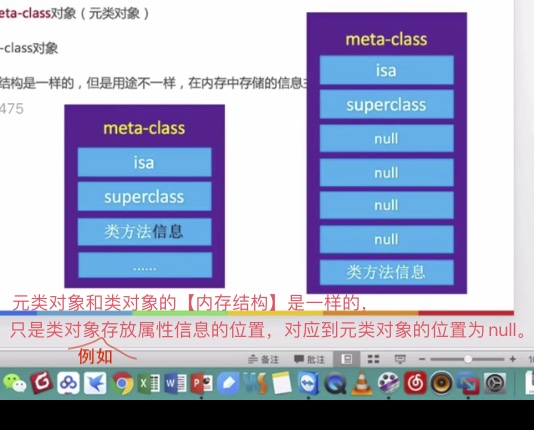 eta-class对象（元类对象）
-class对象
结构是一样的，但是用途不一样，在内存中存储的信息主
475
meta-class
isa
superclass
类方法信息
......
meta-class
isa
superclass
null
null
null
null
类方法信息
元类对象和类对象的【内存结构】是一样的，
只是类对象存放属性信息的位置，对应到元类对象的位置为null。
例如
备注
批注